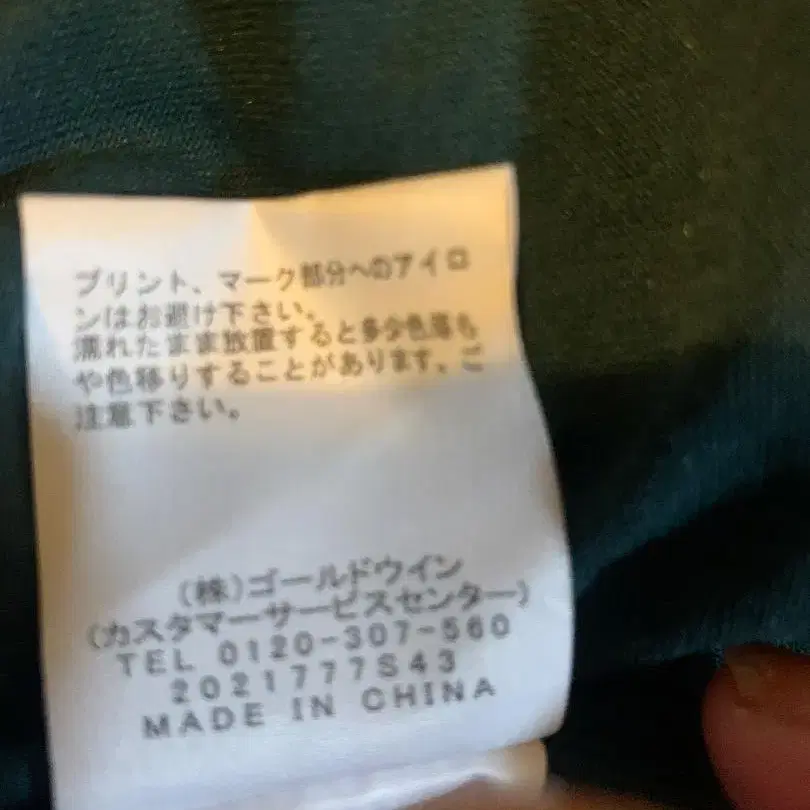 プリント、マーク部分へのアイロ
ンはお避け下さい。
濡れたまま放置すると多少色落ち
や色移りすることがあります。ご
注意下さい。
(株)ゴールドウイン
(カスタマーサービスセンター)
TEL 0120-307-560
2021777S43
MADE IN CHINA